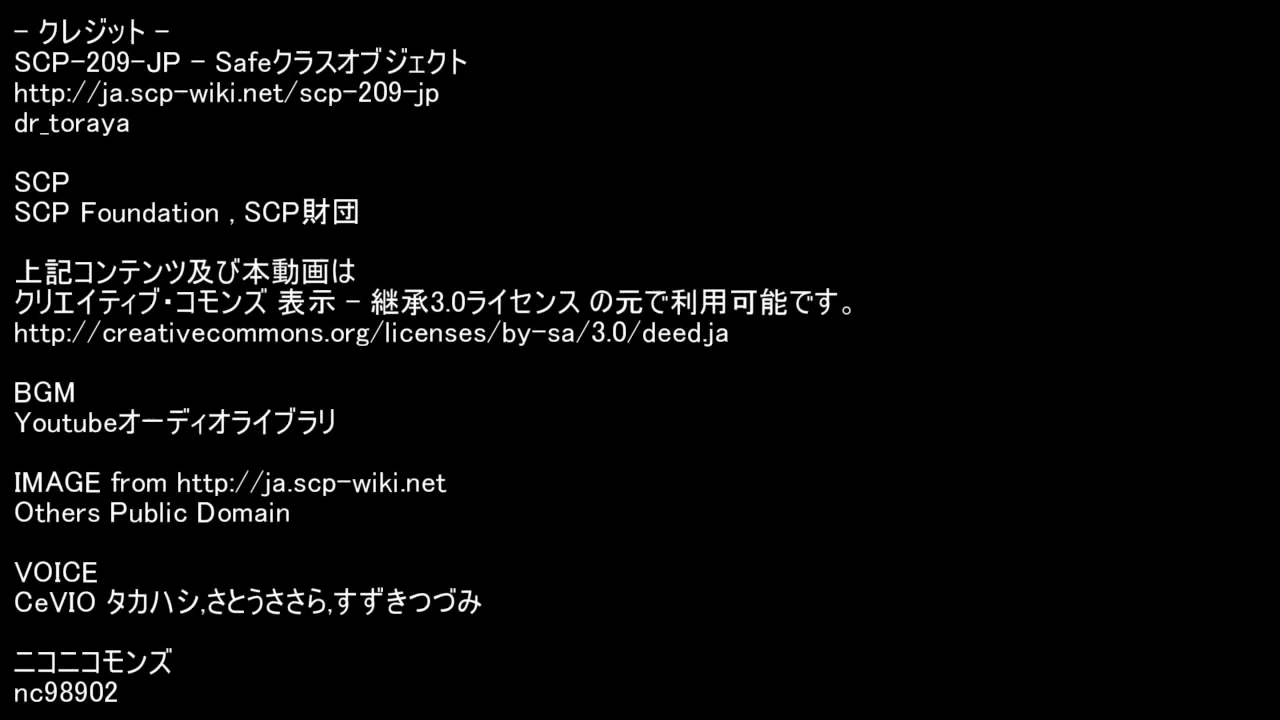 - クレジット -
SCP-209-JP - Safeクラスオブジェクト
http://ja.scp-wiki.net/scp-209-jp
dr_toraya
SCP
SCP Foundation , SCP財団
上記コンテンツ及び本動画は
クリエイティブ・コモンズ 表示 - 継承3.0ライセンス の元で利用可能です。
http://creativecommons.org/licenses/by-sa/3.0/deed.ja
BGM
Youtubeオーディオライブラリ
IMAGE from http://ja.scp-wiki.net
Others Public Domain
VOICE
CeVIO タカハシ,さとうささら,すずきつづみ
ニコニコモンズ
nc98902